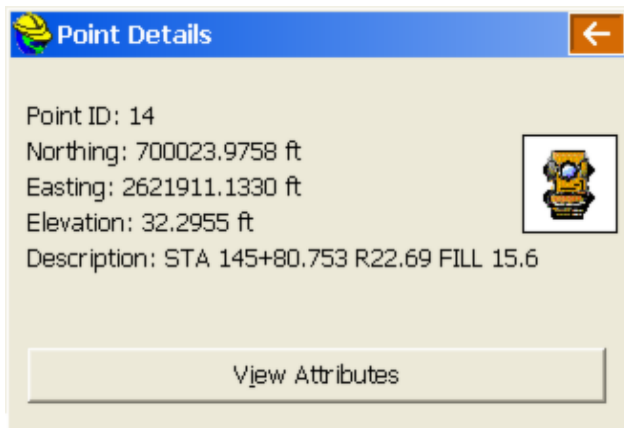 Point Details
Point ID: 14
Northing: 700023.9758 ft
Easting: 2621911.1330 ft
Elevation: 32.2955 ft
Description: STA 145+80.753 R22.69 FILL 15.6
View Attributes